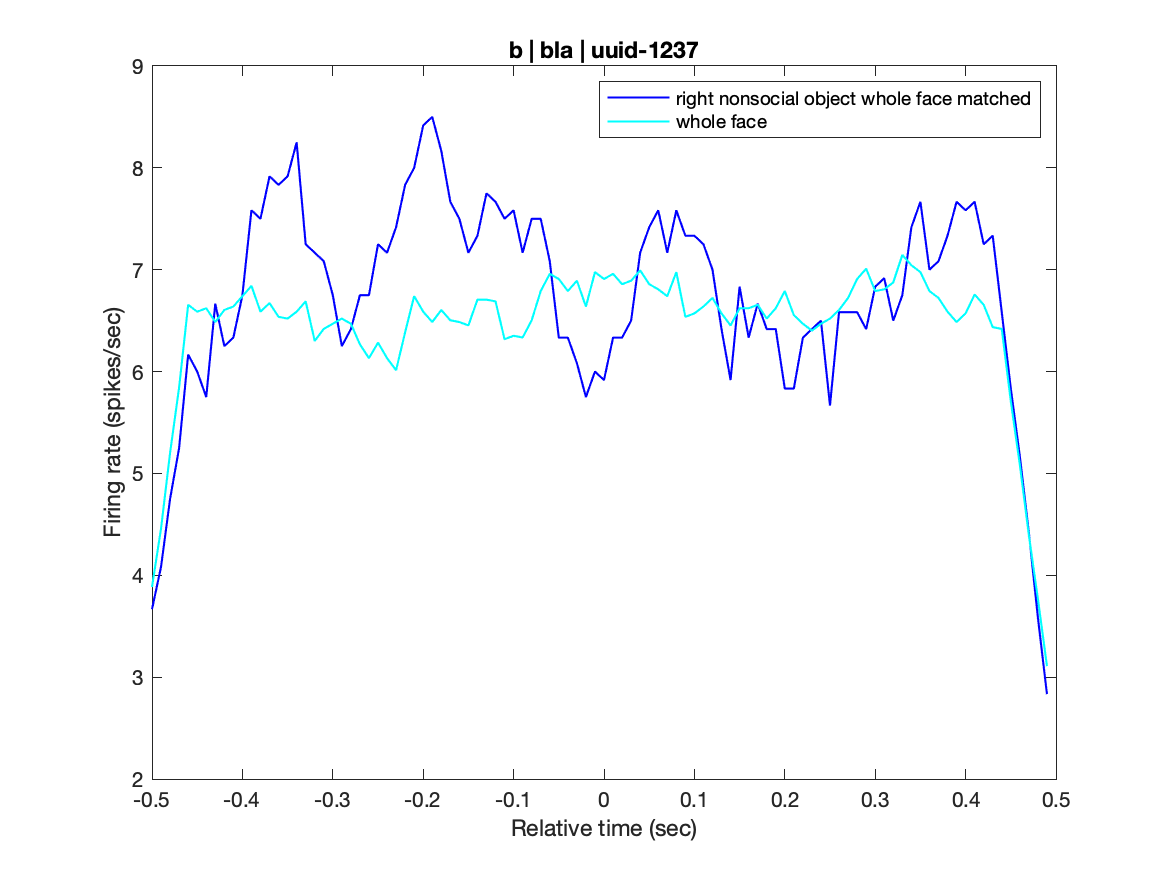 b | bla | uuid-1237
right nonsocial object whole face matched
whole face
9
8
7
6
5
4
3
2
Firing rate (spikes/sec)
-0.5 -0.4 -0.3 -0.2 -0.1 0 0.1 0.2 0.3 0.4 0.5
Relative time (sec)